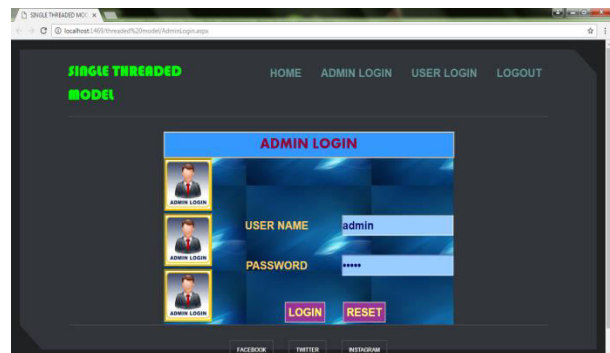 SINGLE THREADED MOD
localhost:1469/threaded%20model/AdminLogin.aspx
SINGLE THREADED
MODEL
HOME ADMIN LOGIN USER LOGIN LOGOUT
ADMIN LOGIN
ADMIN LOGIN
USER NAME admin
ADMIN LOGIN
PASSWORD •••••
ADMIN LOGIN
LOGIN RESET
FACEBOOK TWITTER INSTAGRAM